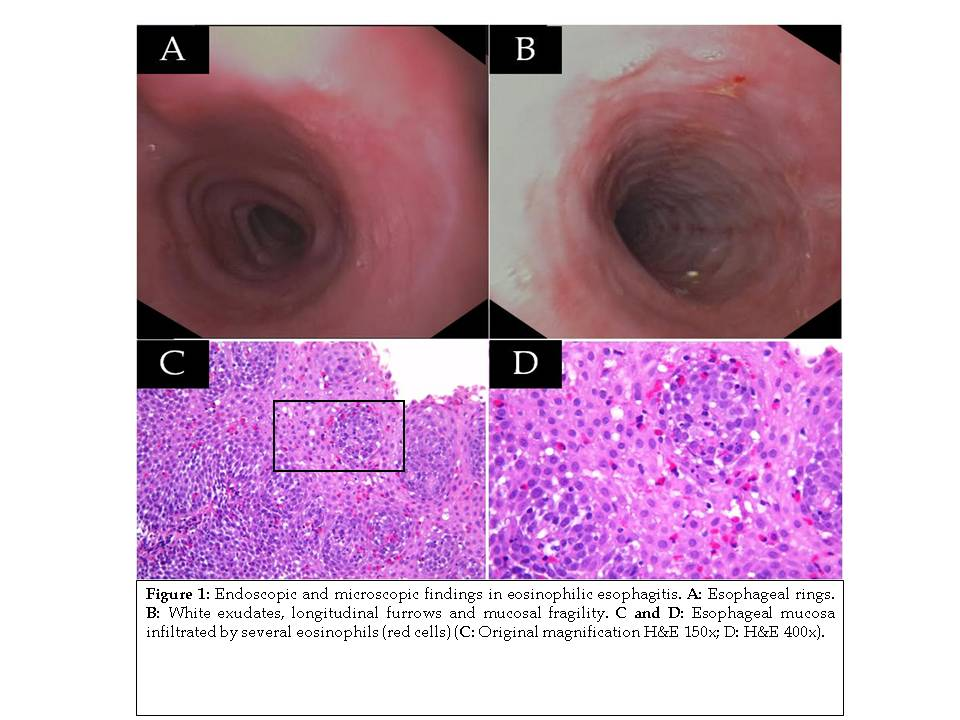 A
B
C
D
Figure 1: Endoscopic and microscopic findings in eosinophilic esophagitis. A: Esophageal rings.
B: White exudates, longitudinal furrows and mucosal fragility. C and D: Esophageal mucosa
infiltrated by several eosinophils (red cells) (C: Original magnification H&E 150x; D: H&E 400x).